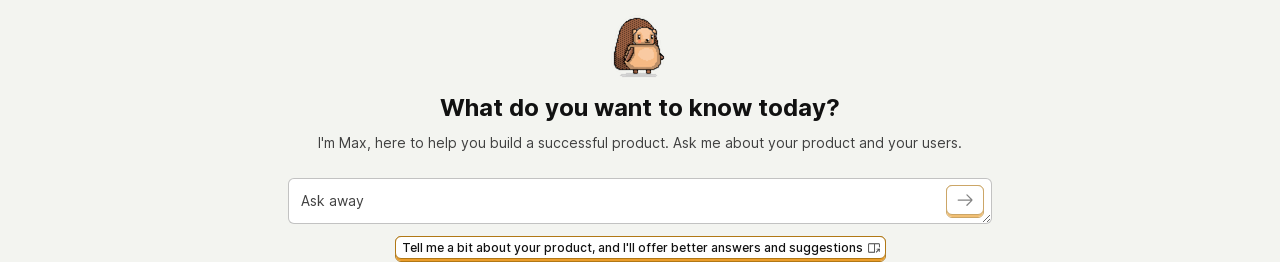 What do you want to know today?
I'm Max, here to help you build a successful product. Ask me about your product and your users.
Ask away
Tell me a bit about your product, and I'll offer better answers and suggestions